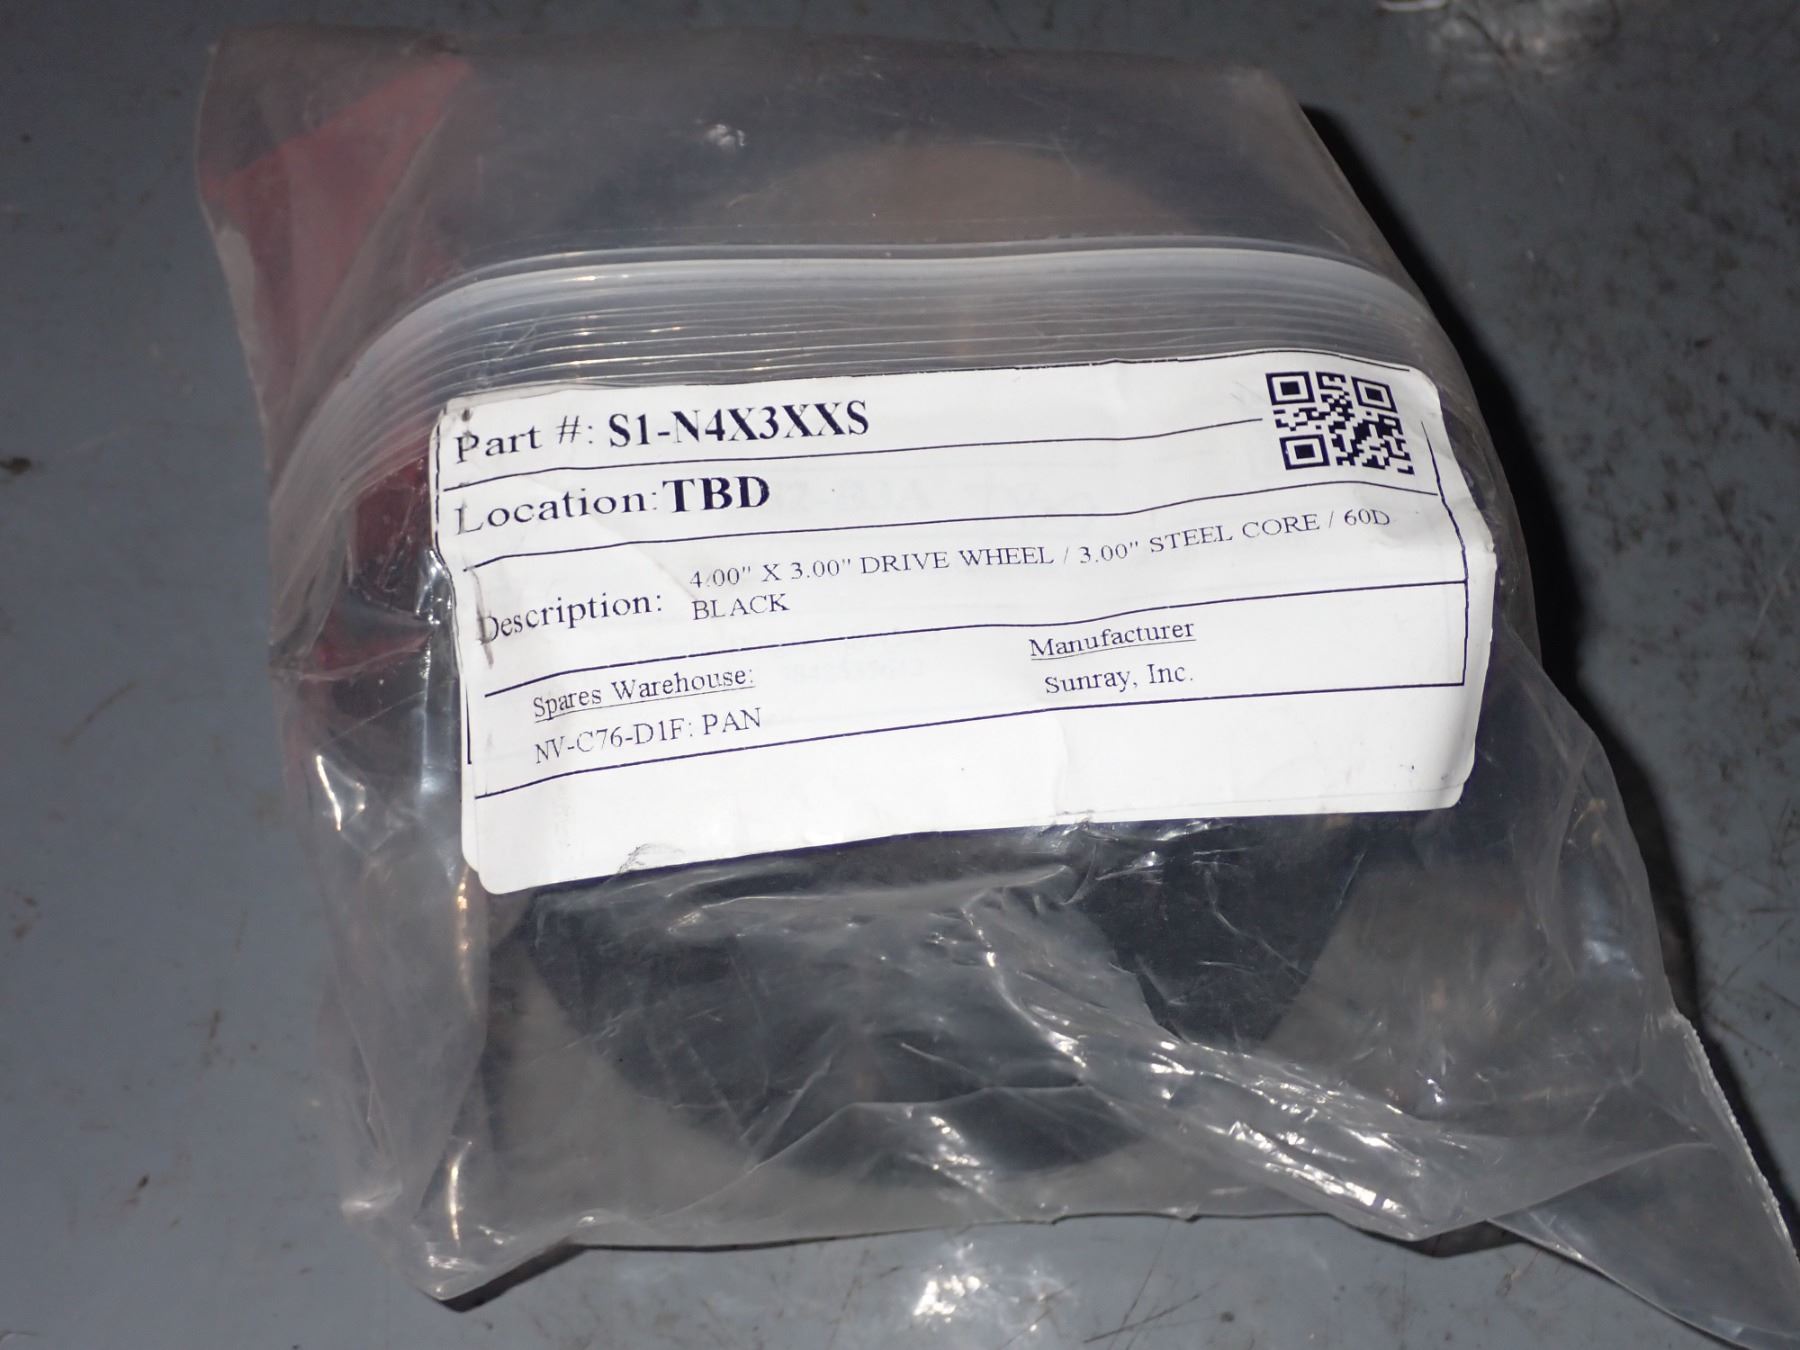 Part #: S1-N4X3XXS
Location: TBD
Description: 4.00" X 3.00" DRIVE WHEEL / 3.00" STEEL CORE / 60D
BLACK
Spares Warehouse:
NV-C76-D1F: PAN
Manufacturer
Sunray, Inc.